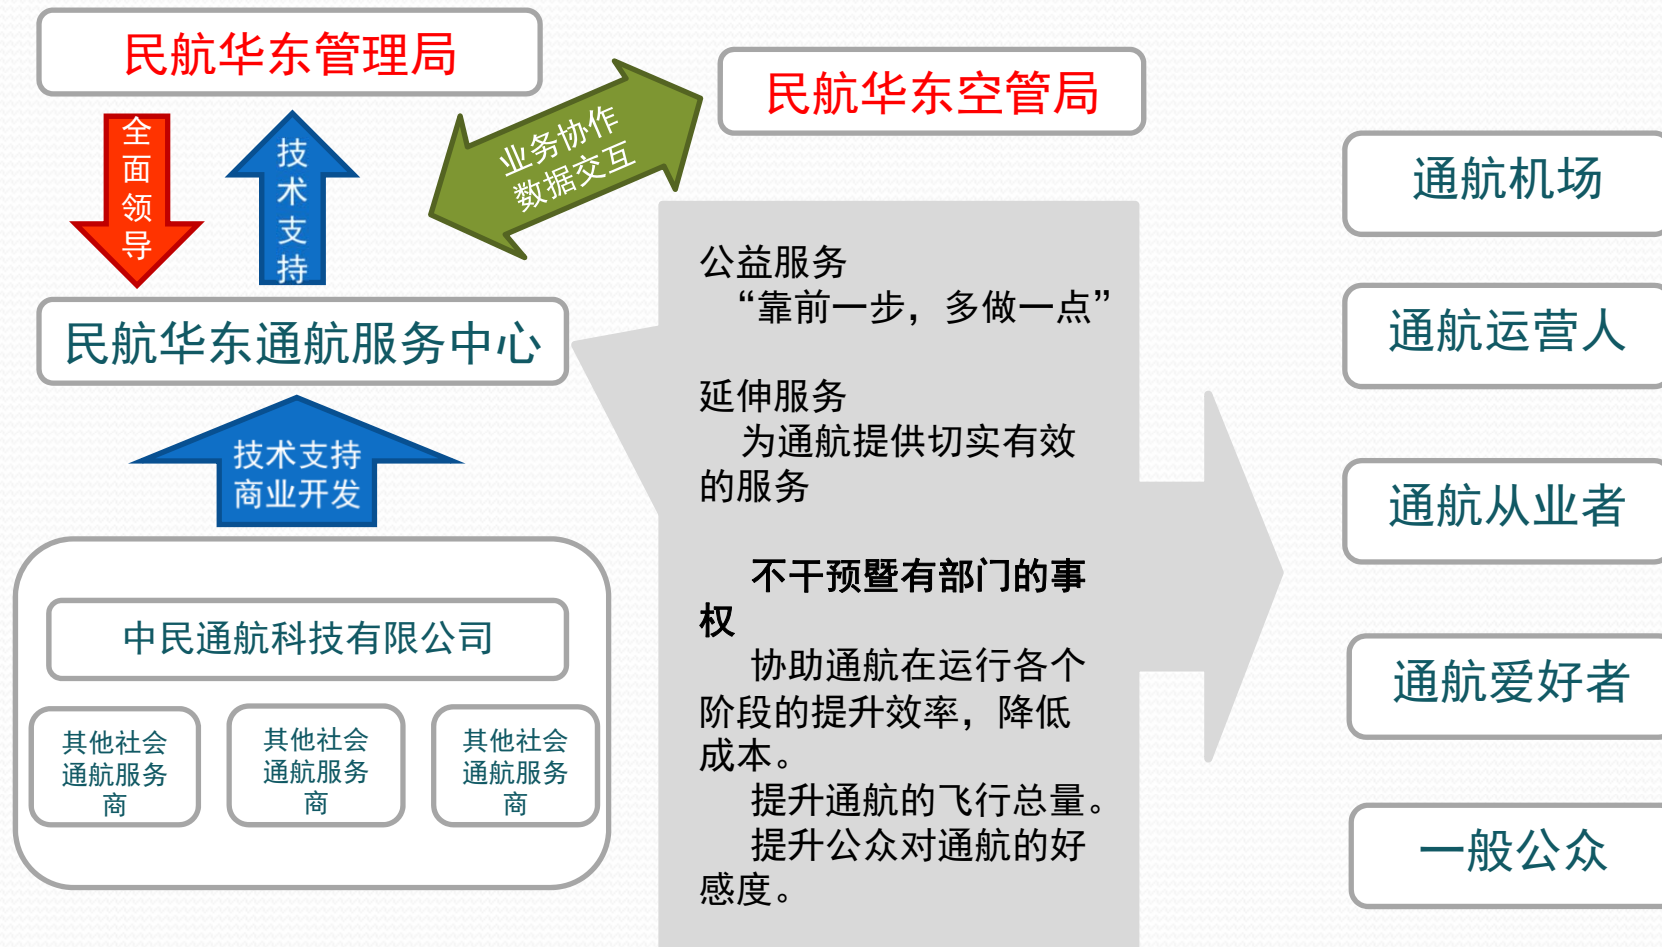 民航华东管理局
民航华东空管局
全
面
领
导
技
术
支
持
业务协作
数据交互
民航华东通航服务中心
技术支持
商业开发
中民通航科技有限公司
其他社会
通航服务
商
其他社会
通航服务
商
其他社会
通航服务
商
公益服务
“靠前一步，多做一点”
延伸服务
为通航提供切实有效
的服务
不干预暨有部门的事
权
协助通航在运行各个
阶段的提升效率，降低
成本。
提升通航的飞行总量。
提升公众对通航的好
感度。
通航机场
通航运营人
通航从业者
通航爱好者
一般公众